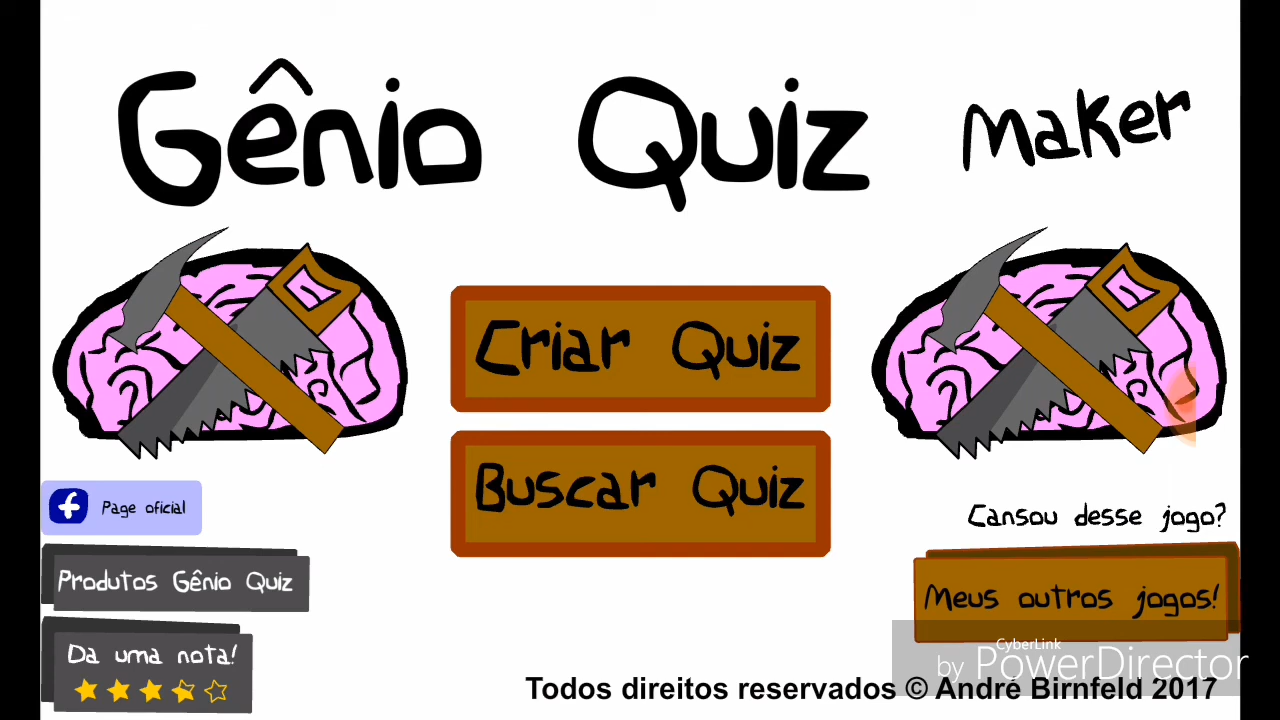 Gênio Quiz Maker
Criar Quiz
Buscar Quiz
f Page oficial
Cansou desse jogo?
Produtos Gênio Quiz
Meus outros jogos!
Da uma nota!
CyberLink
by PowerDirector
Todos direitos reservados © André Birnfeld 2017